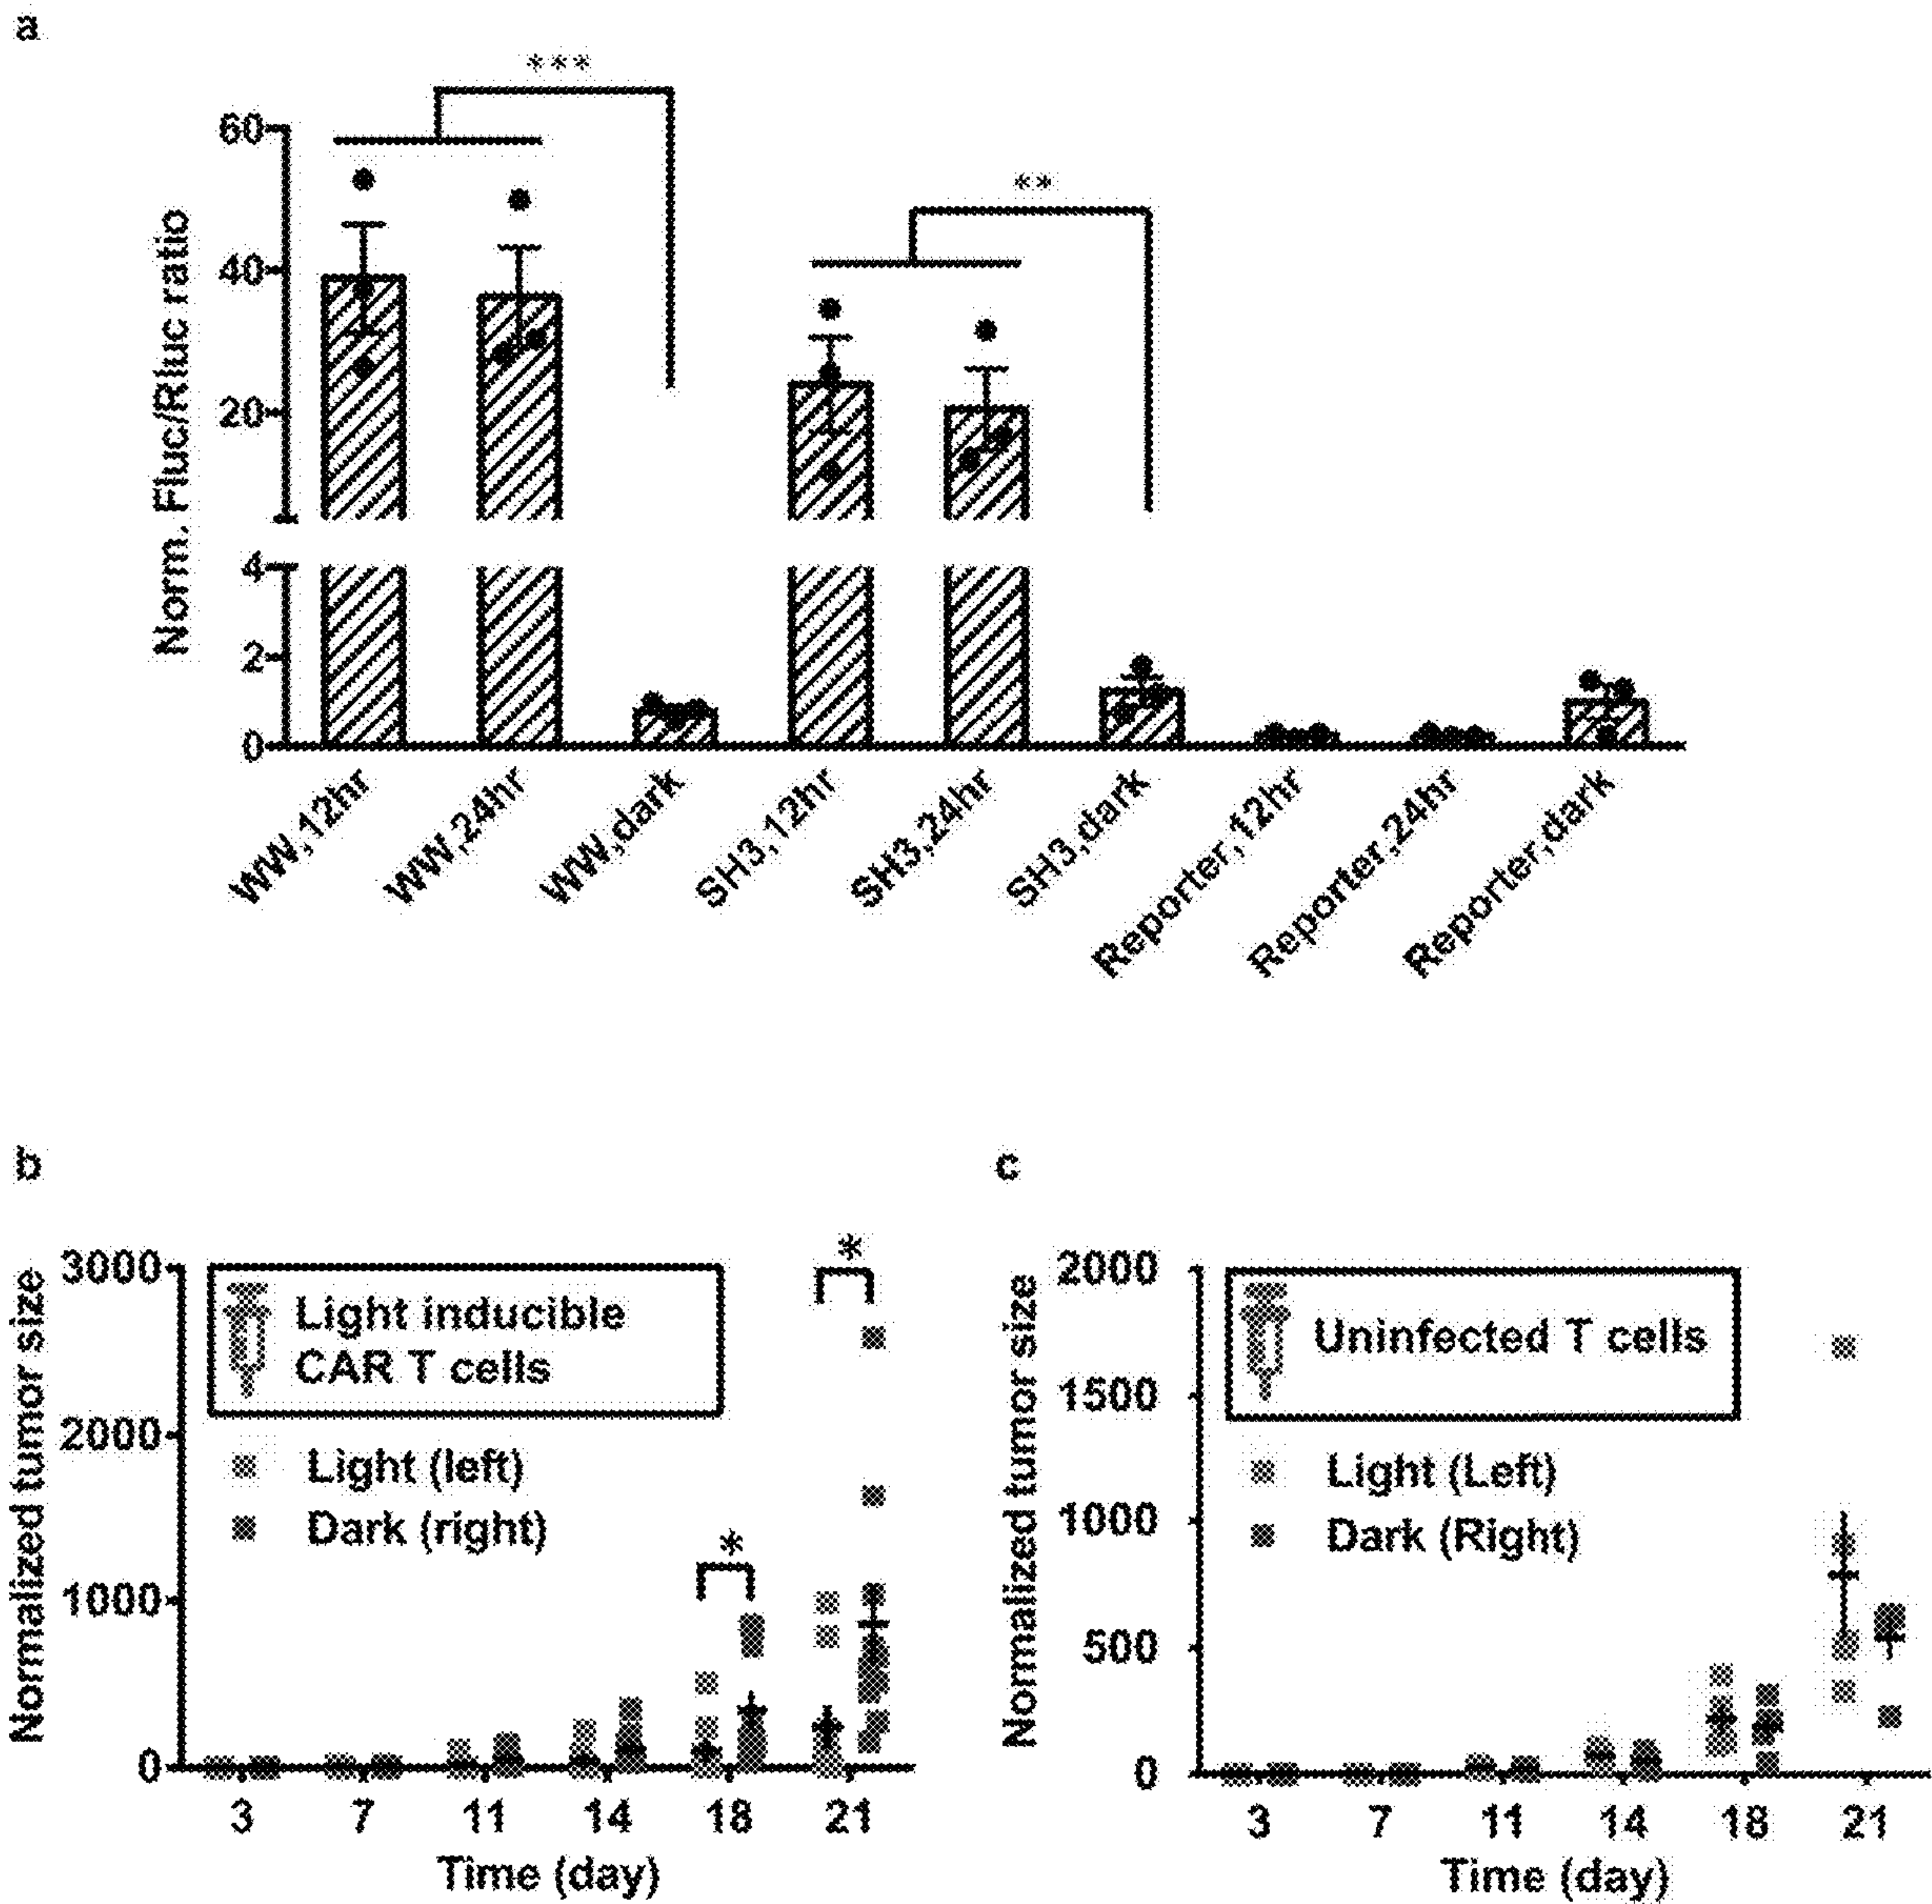 a
***
**
Norm. Fluc/Rluc ratio
60
40
20
4
2
0
WW,12hr
WW,24hr
WW,dark
SH3,12hr
SH3,24hr
SH3,dark
Reporter,12hr
Reporter,24hr
Reporter,dark
b
Normalized tumor size
3000
2000
1000
0
Light inducible
CAR T cells
Light (left)
Dark (right)
*
*
3 7 11 14 18 21
Time (day)
c
Normalized tumor size
2000
1500
1000
500
0
Uninfected T cells
Light (Left)
Dark (Right)
3 7 11 14 18 21
Time (day)